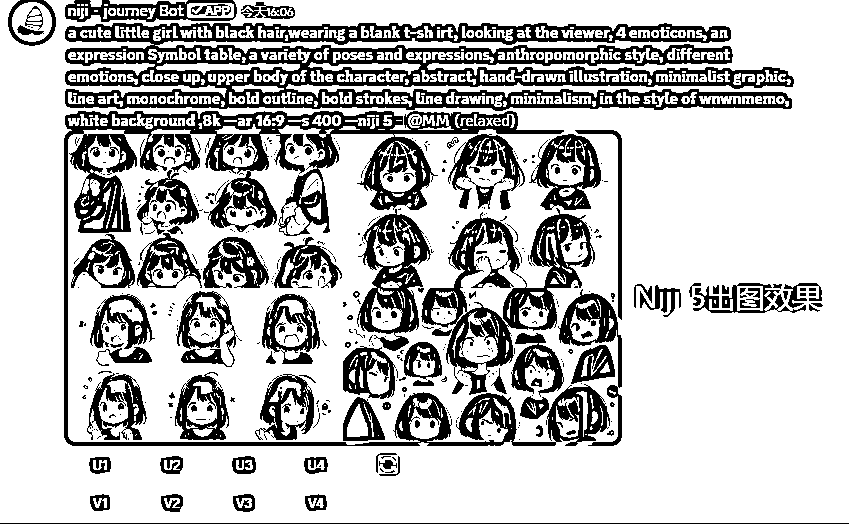 niji · journey Bot ✓APP 今天16:06
a cute little girl with black hair,wearing a blank t-sh irt, looking at the viewer, 4 emoticons, an
expression Symbol table, a variety of poses and expressions, anthropomorphic style, different
emotions, close up, upper body of the character, abstract, hand-drawn illustration, minimalist graphic,
line art, monochrome, bold outline, bold strokes, line drawing, minimalism, in the style of wnwnmemo,
white background ,8k —ar 16:9 —s 400 —niji 5 - @MM (relaxed)
Niji 5出图效果
U1 U2 U3 U4
V1 V2 V3 V4